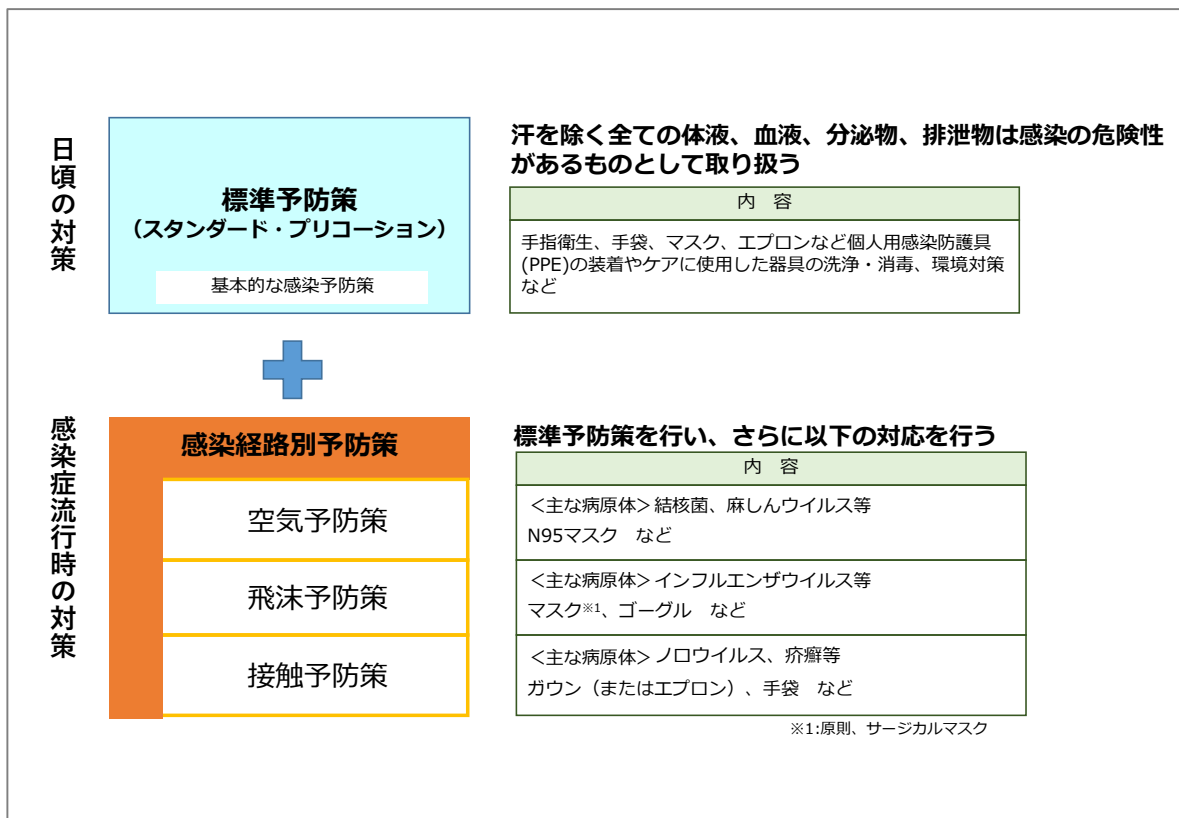 日頃の対策
標準予防策
（スタンダード・プリコーション）
基本的な感染予防策
汗を除く全ての体液、血液、分泌物、排泄物は感染の危険性
があるものとして取り扱う
内　容
手指衛生、手袋、マスク、エプロンなど個人用感染防護具
(PPE)の装着やケアに使用した器具の洗浄・消毒、環境対策
など
感染症流行時の対策
感染経路別予防策
空気予防策
飛沫予防策
接触予防策
標準予防策を行い、さらに以下の対応を行う
内　容
＜主な病原体＞結核菌、麻しんウイルス等
N95マスク　など
＜主な病原体＞インフルエンザウイルス等
マスク※1、ゴーグル　など
＜主な病原体＞ノロウイルス、疥癬等
ガウン（またはエプロン）、手袋　など
※1:原則、サージカルマスク